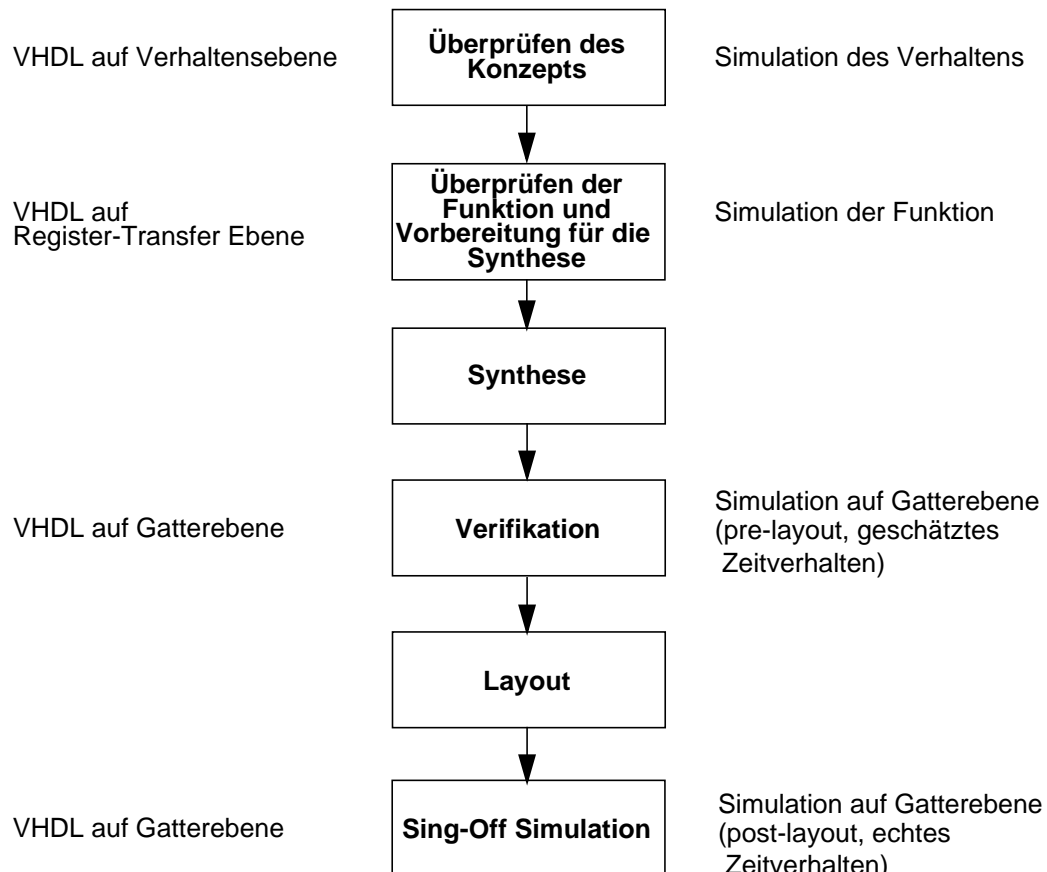 VHDL auf Verhaltensebene
Überprüfen des
Konzepts
Simulation des Verhaltens
VHDL auf
Register-Transfer Ebene
Überprüfen der
Funktion und
Vorbereitung für die
Synthese
Simulation der Funktion
Synthese
VHDL auf Gatterebene
Verifikation
Simulation auf Gatterebene
(pre-layout, geschätztes
Zeitverhalten)
Layout
VHDL auf Gatterebene
Sing-Off Simulation
Simulation auf Gatterebene
(post-layout, echtes
Zeitverhalten)